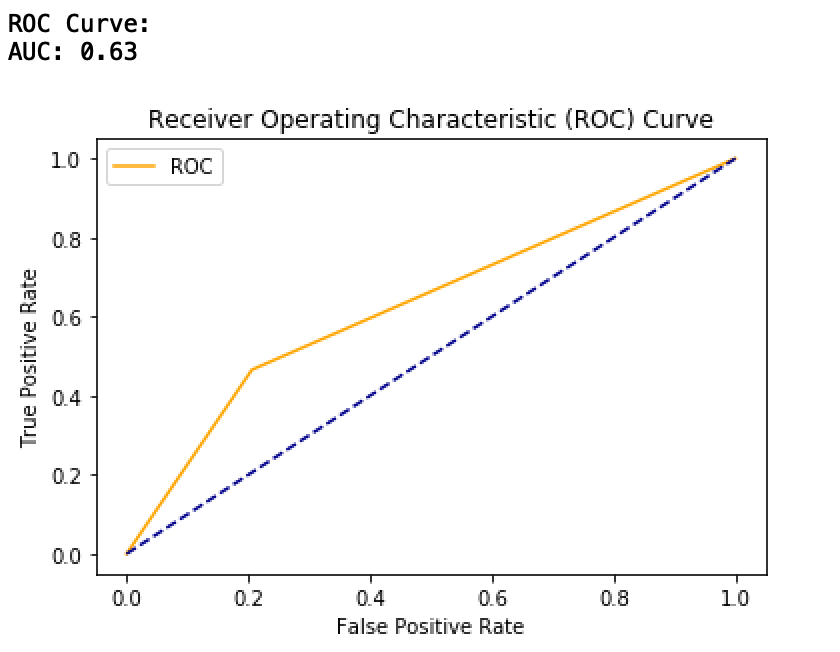 ROC Curve:
AUC: 0.63
Receiver Operating Characteristic (ROC) Curve
ROC
1.0
0.8
0.6
0.4
0.2
0.0
True Positive Rate
0.0 0.2 0.4 0.6 0.8 1.0
False Positive Rate